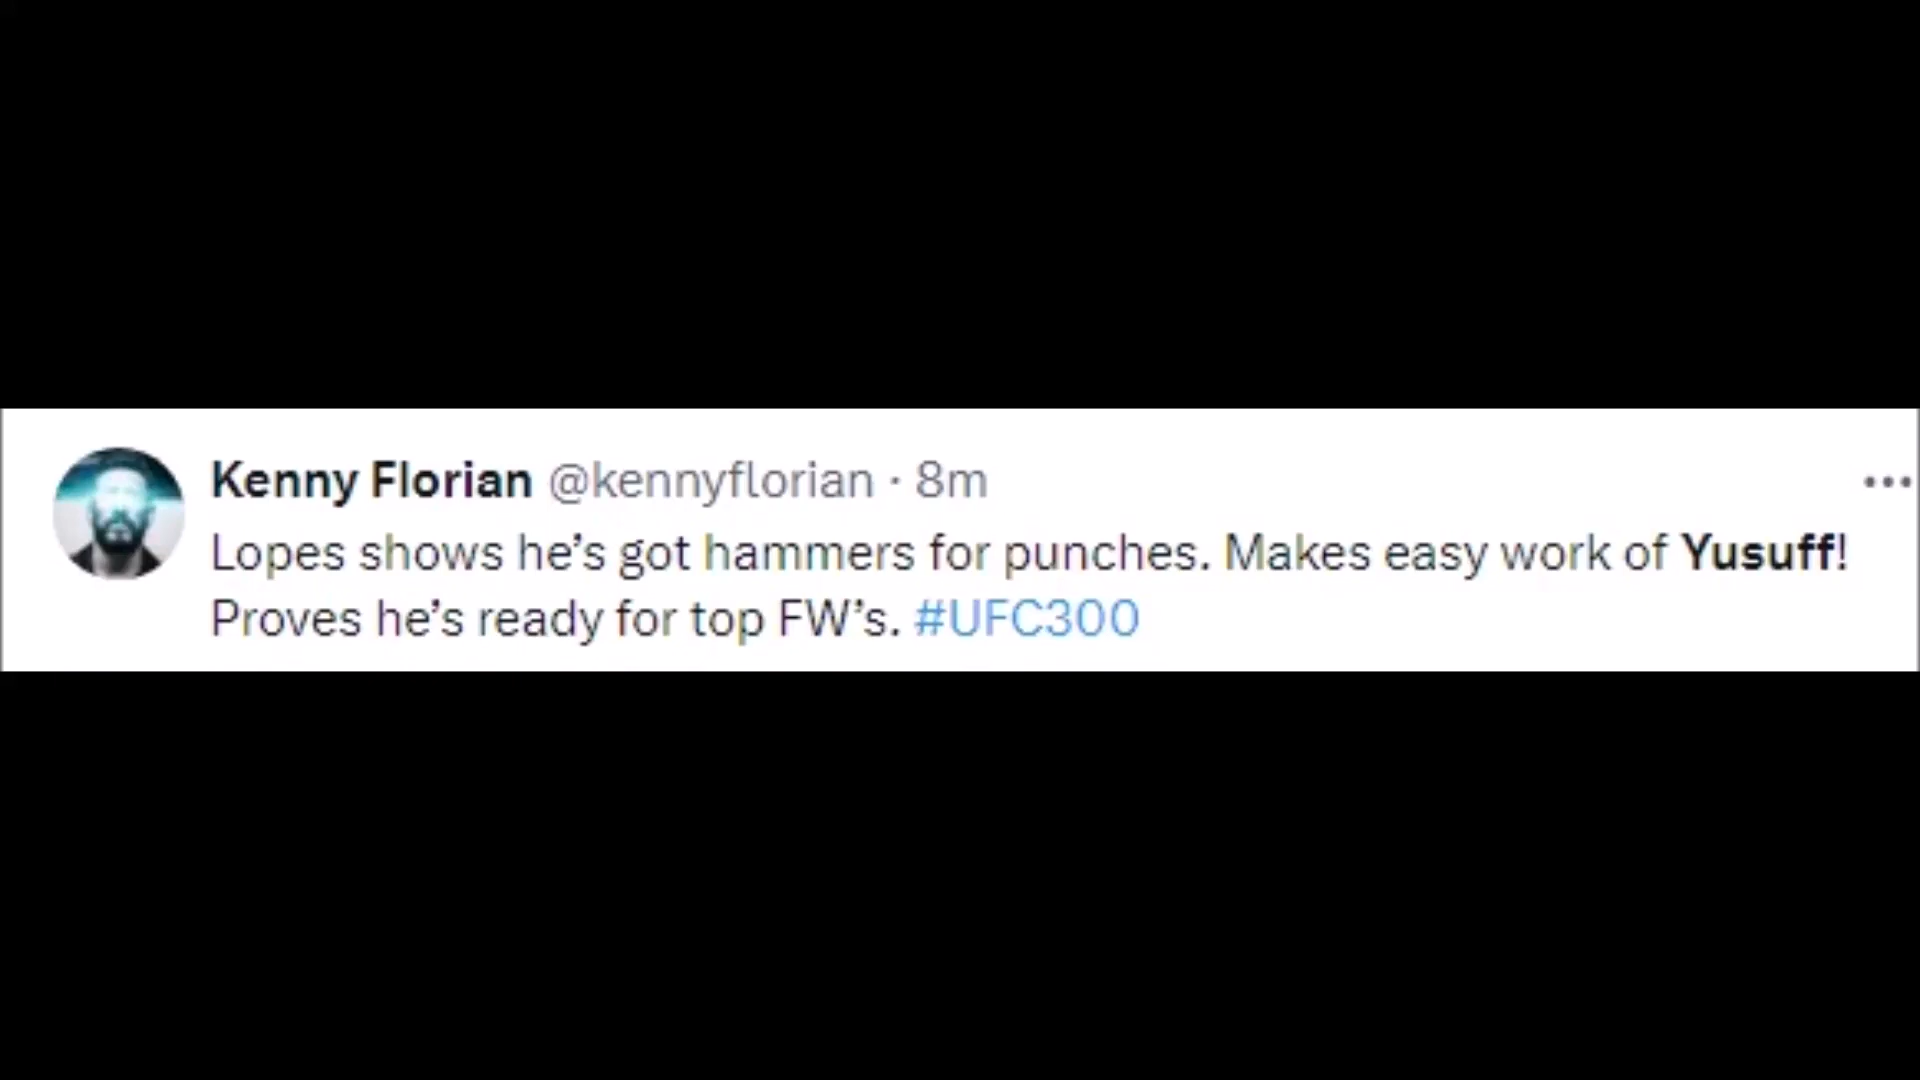 Kenny Florian @kennyflorian · 8m
Lopes shows he’s got hammers for punches. Makes easy work of Yusuff!
Proves he’s ready for top FW’s. #UFC300